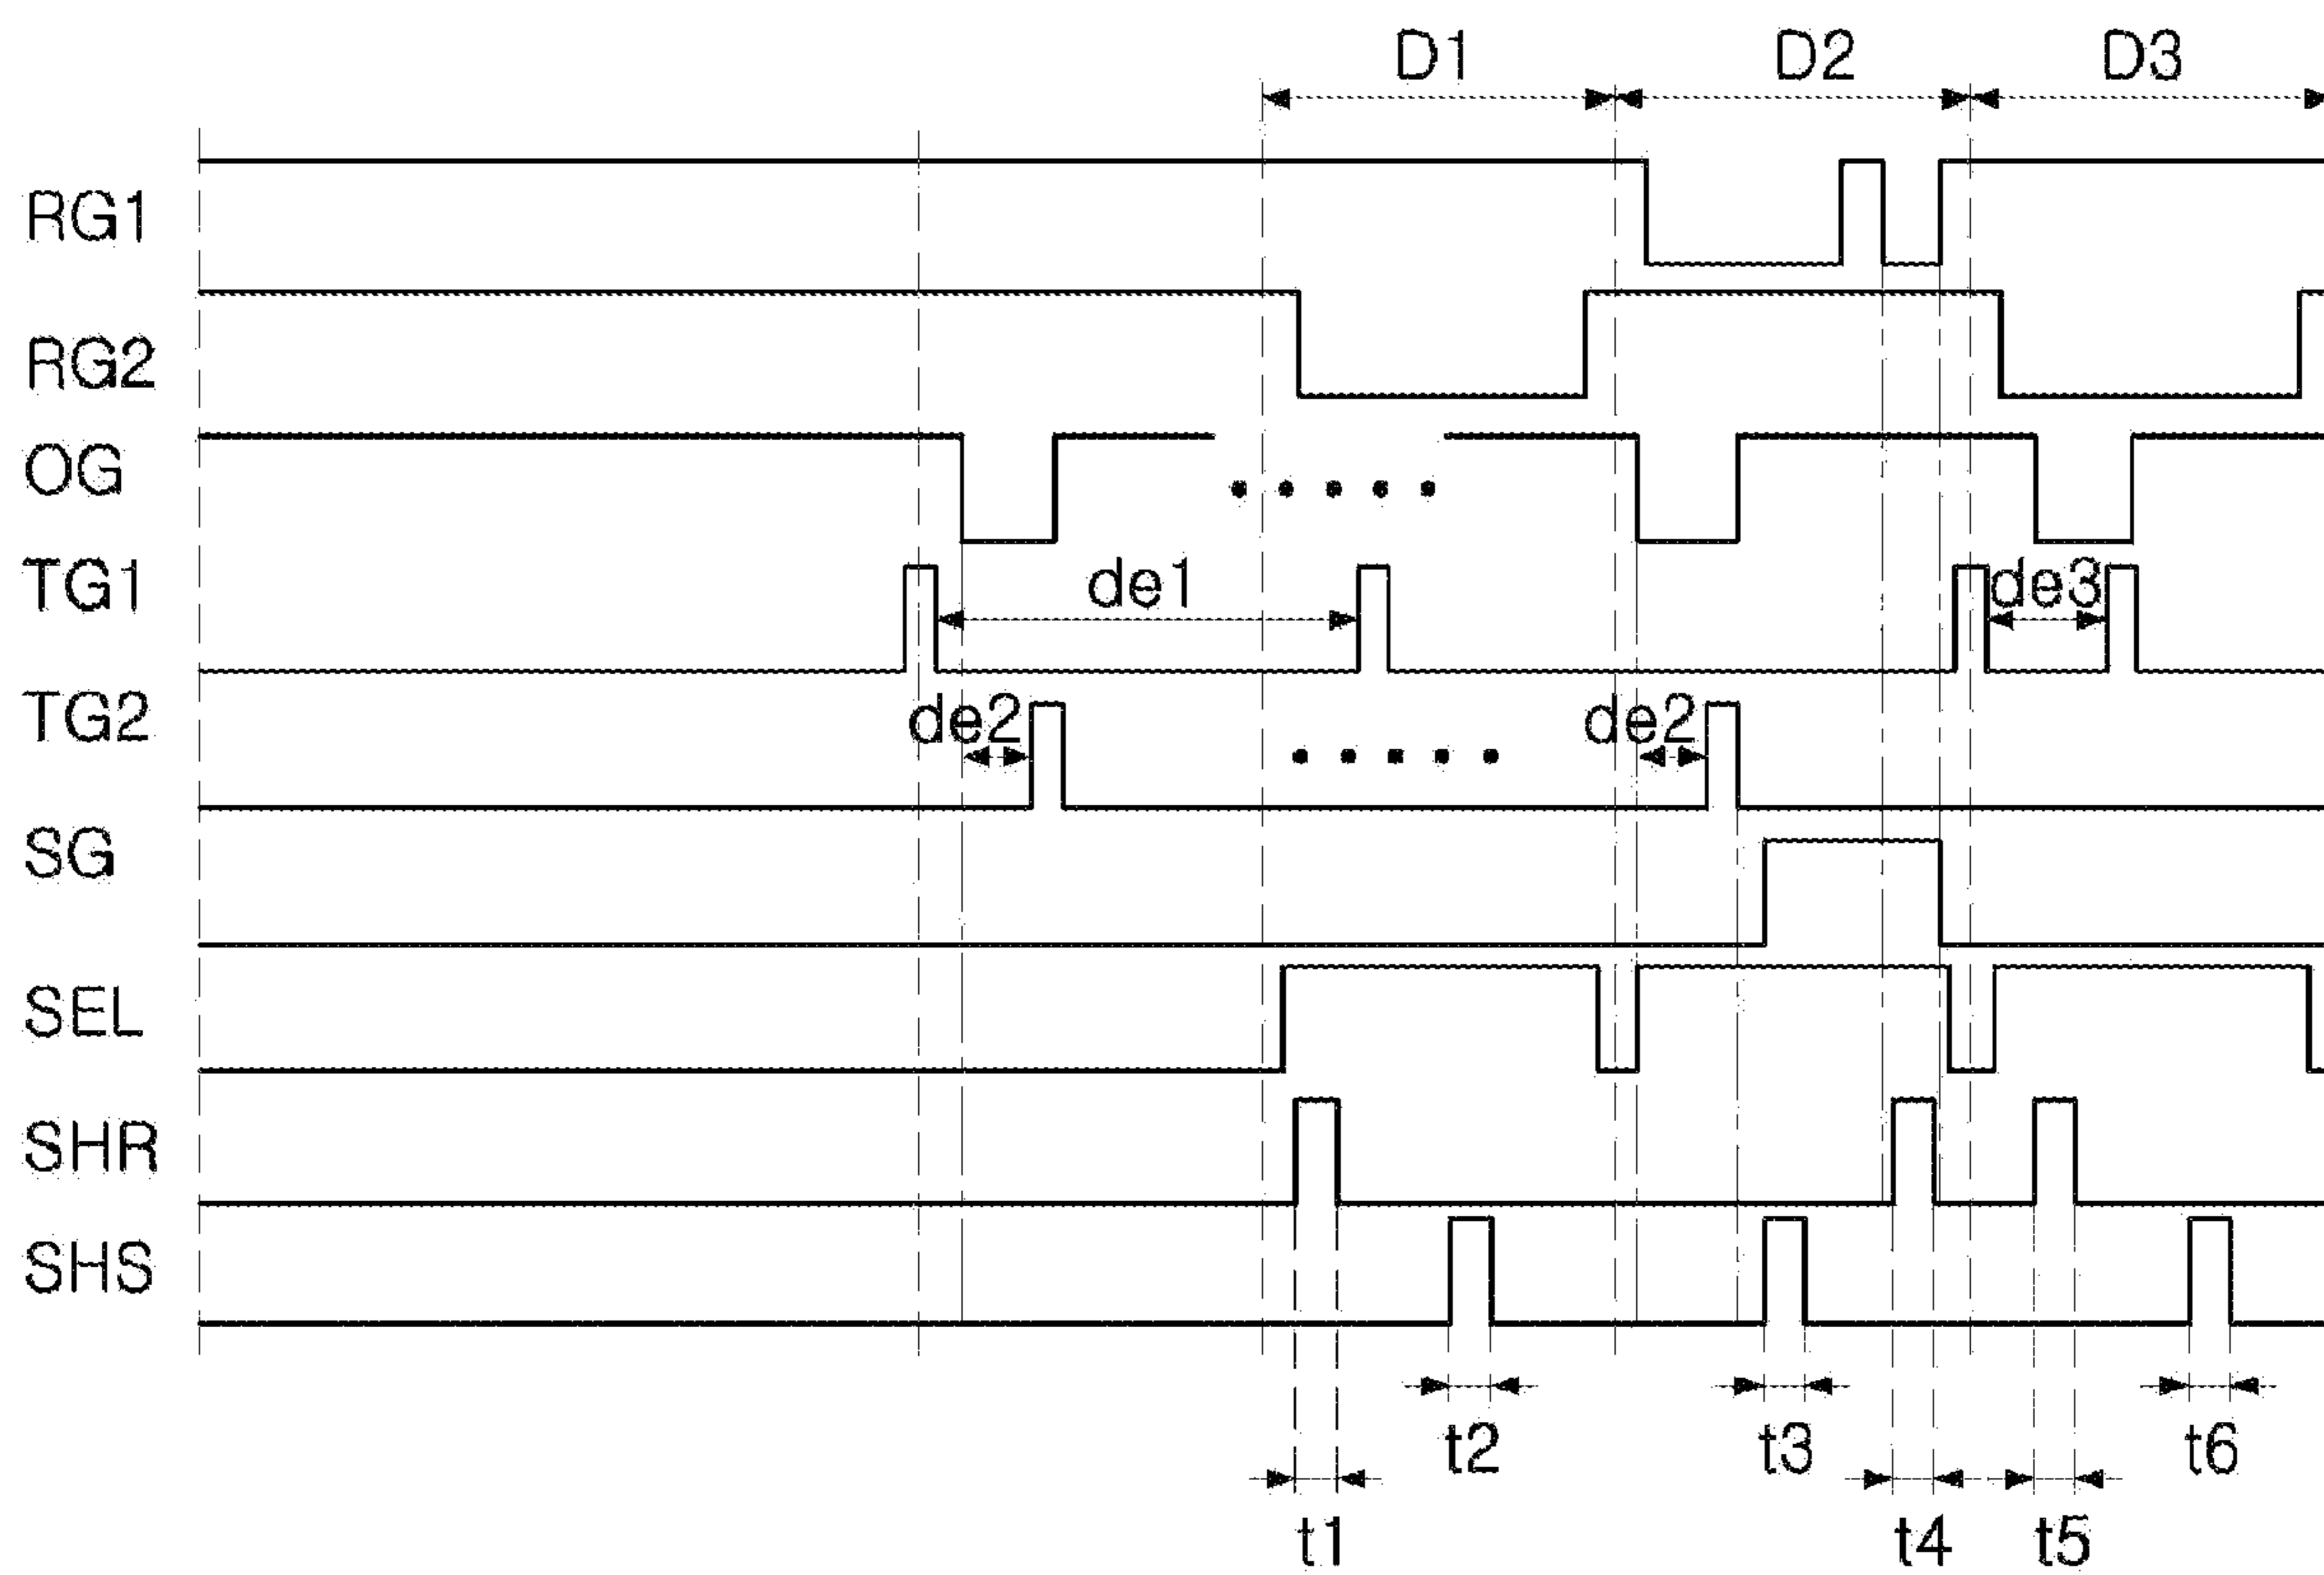 D1 D2 D3
RG1
RG2
OG
TG1 de1 de3
TG2 de2 de2
SG
SEL
SHR
SHS
t2 t3 t6
t1 t4 t5